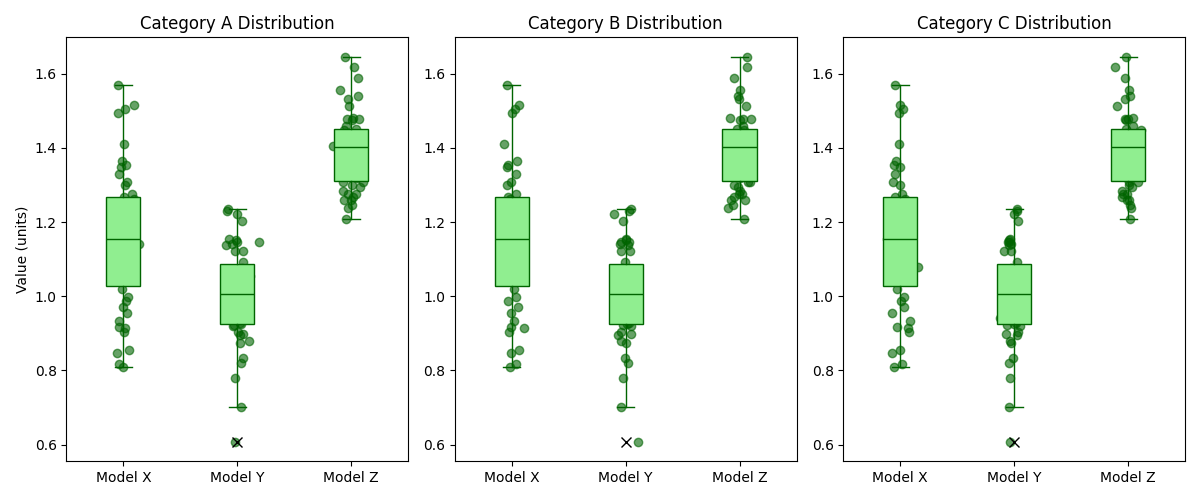 Category A Distribution
Category B Distribution
Category C Distribution
Value (units)
1.6
1.4
1.2
1.0
0.8
0.6
Model X
Model Y
Model Z
1.6
1.4
1.2
1.0
0.8
0.6
Model X
Model Y
Model Z
1.6
1.4
1.2
1.0
0.8
0.6
Model X
Model Y
Model Z